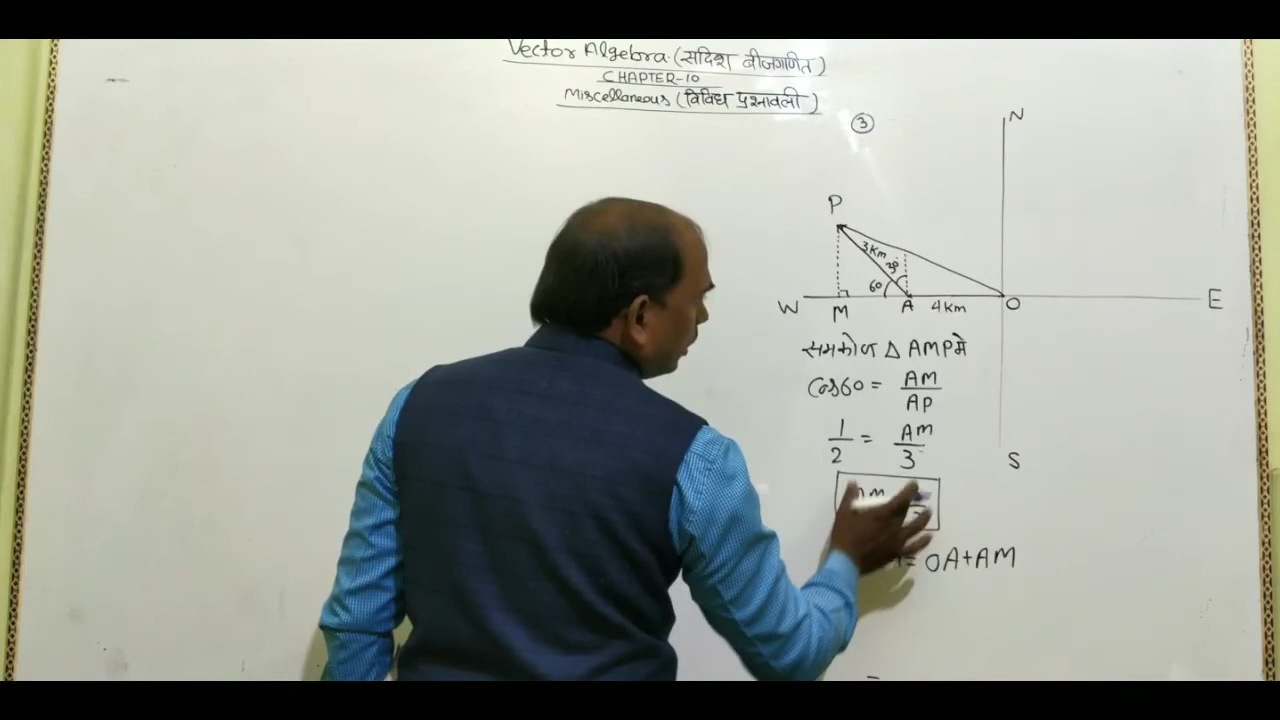 Vector Algebra (सदिश बीजगणित)
CHAPTER-10
Miscellaneous (विविध प्रश्नावली)
③
N
P
3Km
30°
60
W
M
A
4Km
O
E
समकोण △ AMP मे
Cos60 = AM/AP
1/2 = AM/3
S
= OA+AM